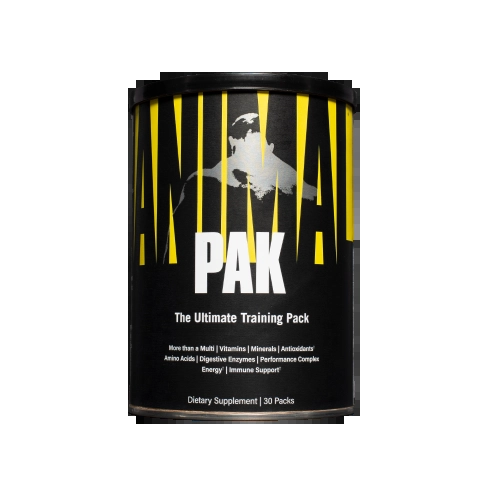 ANIMAL
PAK
The Ultimate Training Pack
More than a Multi | Vitamins | Minerals | Antioxidants†
Amino Acids | Digestive Enzymes | Performance Complex
Energy† | Immune Support†
Dietary Supplement | 30 Packs